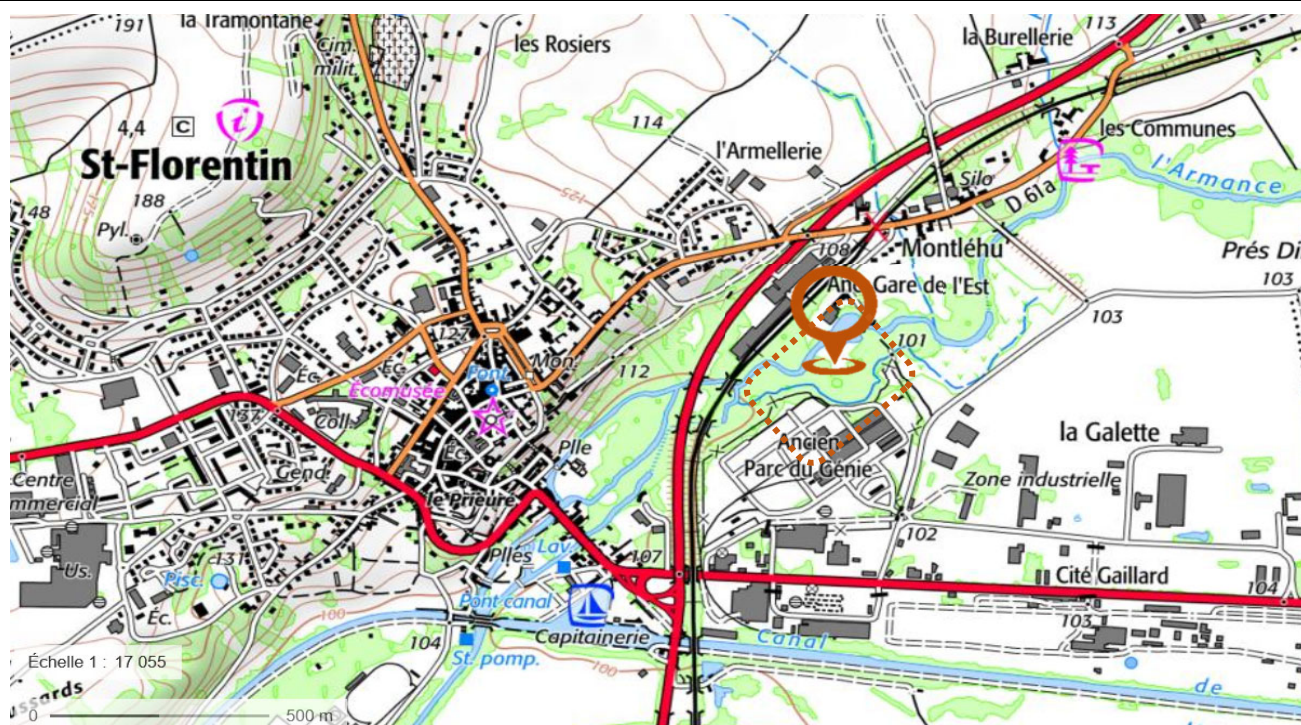 191
la Tramontane
Cim.
milit.
les Rosiers
113
la Burellerie
4,4
C
i
114
les Communes
St-Florentin
l'Armellerie
125
175
l'Armance
188
148
Silo
D 61a
Pyl.
108
Montléhu
Prés Di
Anc Gare de l'Est
103
103
127
101
Mon.
112
Éc.
Éc.
Pont.
Écomusée
137
Coll.
Éc.
Ancien
Parc du Génie
la Galette
Plle
Gend.
Centre
mmercial
le Prieuré
Zone industrielle
102
Us.
131
Pisc.
Plles
Lav.
107
Cité Gaillard
104
Éc.
100
Pont canal
103
104
Capitainerie
Canal
St. pomp.
100
Échelle 1 : 17 055
de
ssards
0
500 m